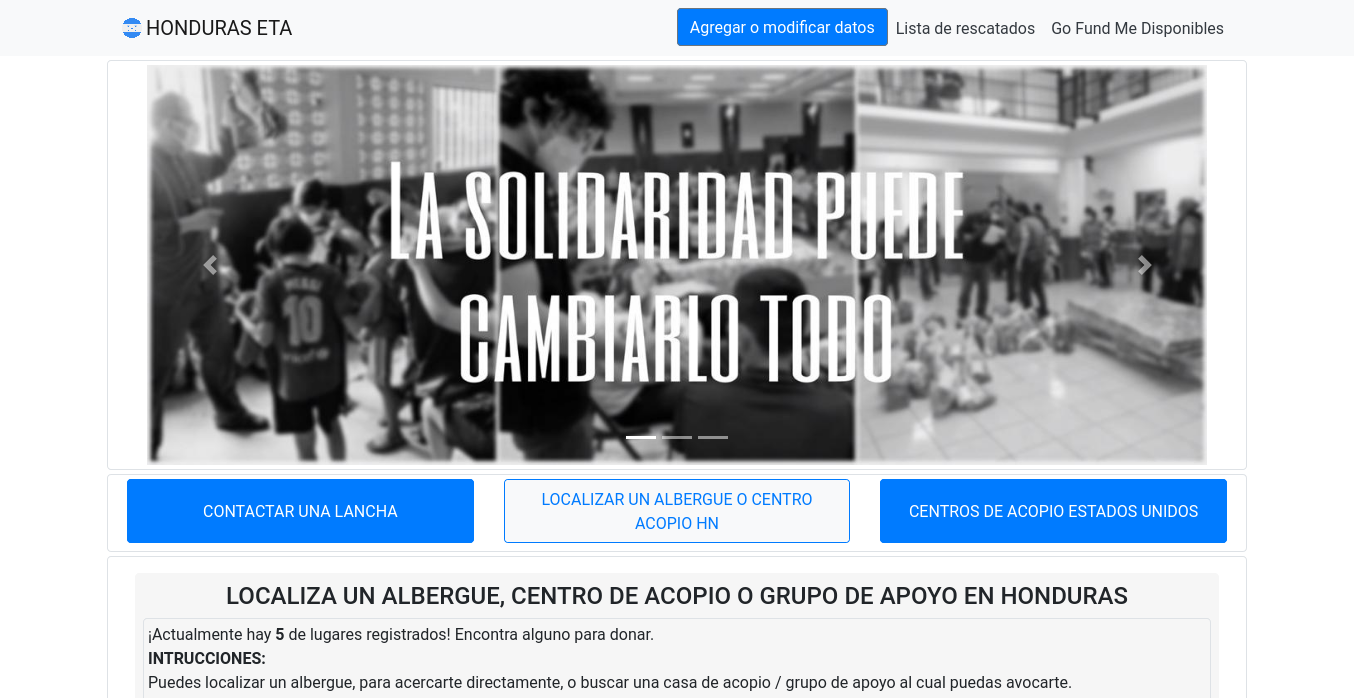 HONDURAS ETA
Agregar o modificar datos
Lista de rescatados
Go Fund Me Disponibles
LA SOLIDARIDAD PUEDE
CAMBIARLO TODO
10
CONTACTAR UNA LANCHA
LOCALIZAR UN ALBERGUE O CENTRO
ACOPIO HN
CENTROS DE ACOPIO ESTADOS UNIDOS
LOCALIZA UN ALBERGUE, CENTRO DE ACOPIO O GRUPO DE APOYO EN HONDURAS
¡Actualmente hay 5 de lugares registrados! Encontra alguno para donar.
INTRUCCIONES:
Puedes localizar un albergue, para acercarte directamente, o buscar una casa de acopio / grupo de apoyo al cual puedas avocarte.